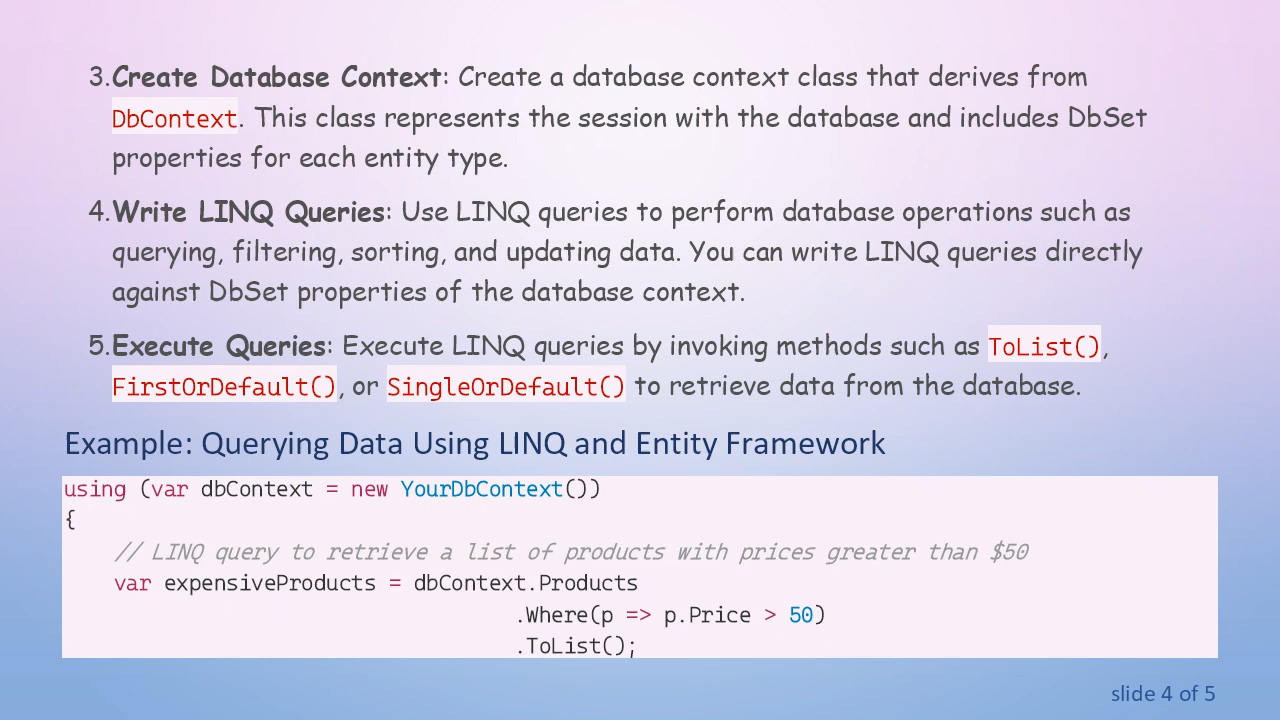 3.Create Database Context: Create a database context class that derives from
DbContext. This class represents the session with the database and includes DbSet
properties for each entity type.
4.Write LINQ Queries: Use LINQ queries to perform database operations such as
querying, filtering, sorting, and updating data. You can write LINQ queries directly
against DbSet properties of the database context.
5.Execute Queries: Execute LINQ queries by invoking methods such as ToList(),
FirstOrDefault(), or SingleOrDefault() to retrieve data from the database.
Example: Querying Data Using LINQ and Entity Framework
using (var dbContext = new YourDbContext())
{
    // LINQ query to retrieve a list of products with prices greater than $50
    var expensiveProducts = dbContext.Products
                                    .Where(p => p.Price > 50)
                                    .ToList();
slide 4 of 5